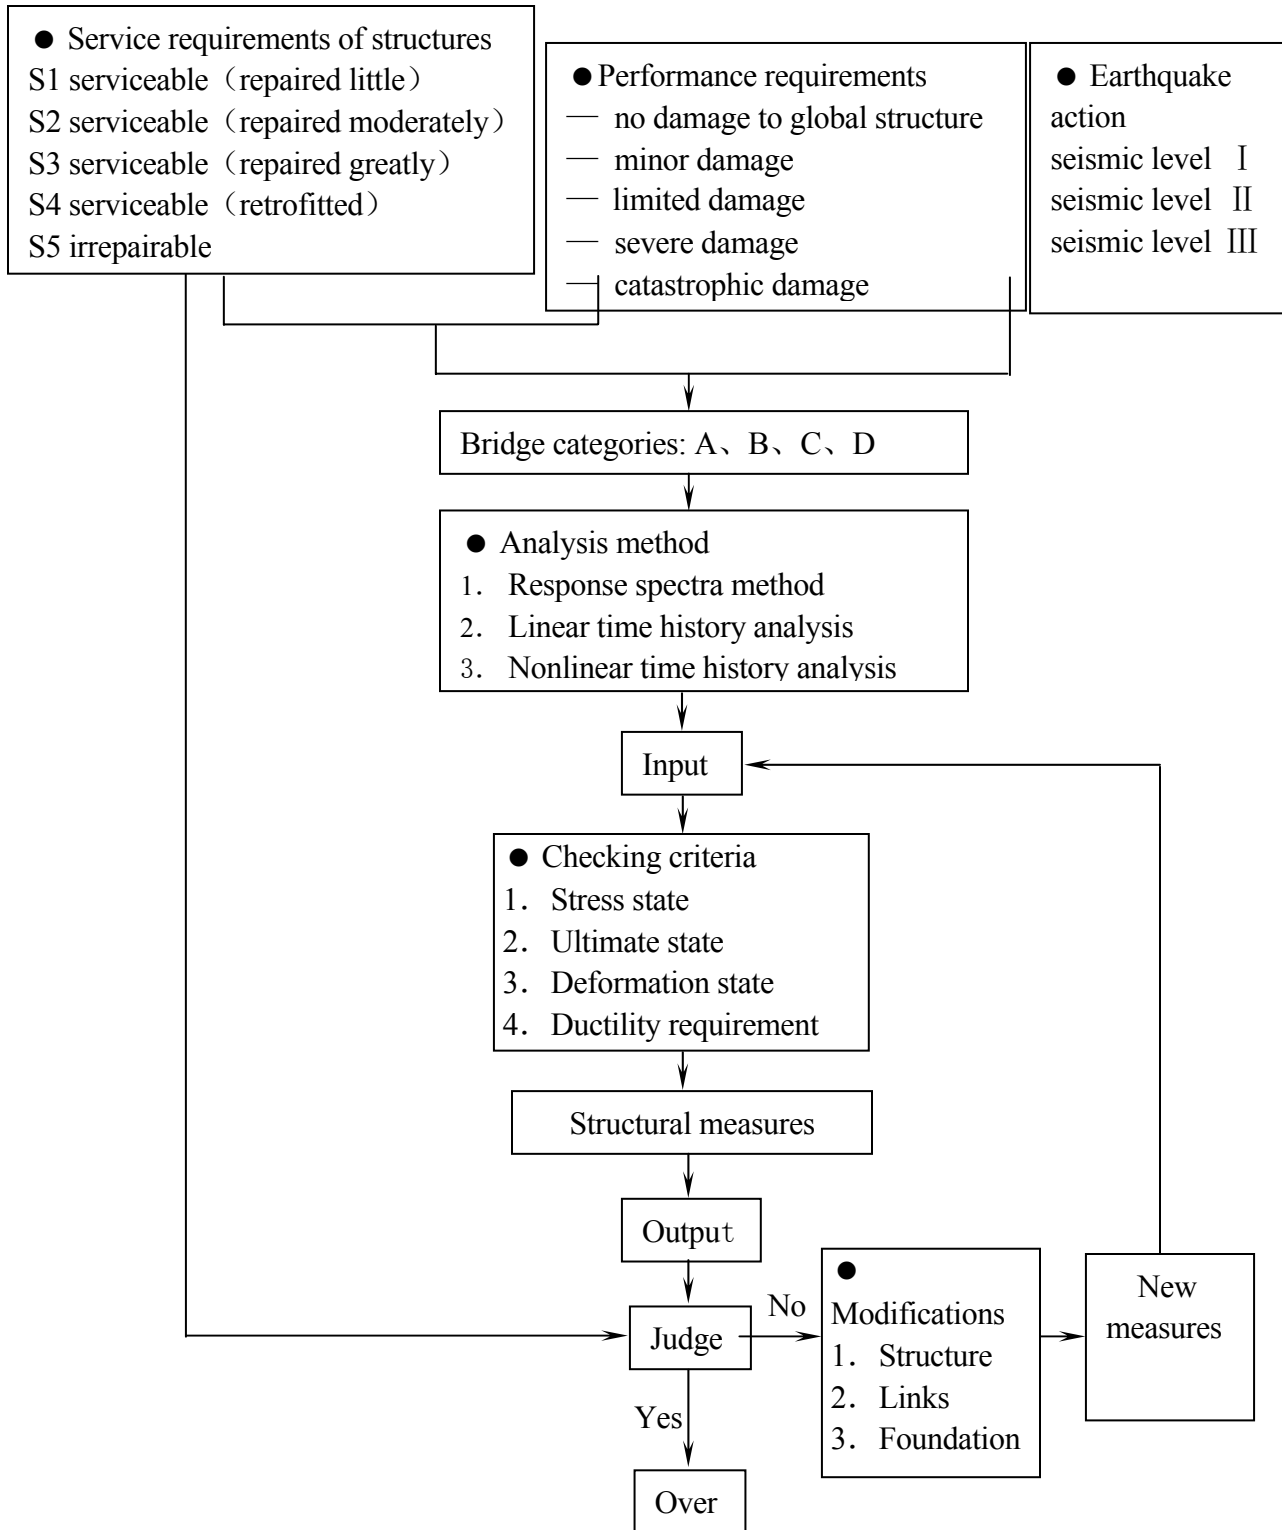 ● Service requirements of structures
S1 serviceable（repaired little）
S2 serviceable（repaired moderately）
S3 serviceable（repaired greatly）
S4 serviceable（retrofitted）
S5 irrepairable
●Performance requirements
— no damage to global structure
— minor damage
— limited damage
— severe damage
— catastrophic damage
● Earthquake
action
seismic level Ⅰ
seismic level Ⅱ
seismic level Ⅲ
Bridge categories: A、B、C、D
● Analysis method
1. Response spectra method
2. Linear time history analysis
3. Nonlinear time history analysis
Input
● Checking criteria
1. Stress state
2. Ultimate state
3. Deformation state
4. Ductility requirement
Structural measures
Output
Judge
No
●
Modifications
1. Structure
2. Links
3. Foundation
New
measures
Yes
Over